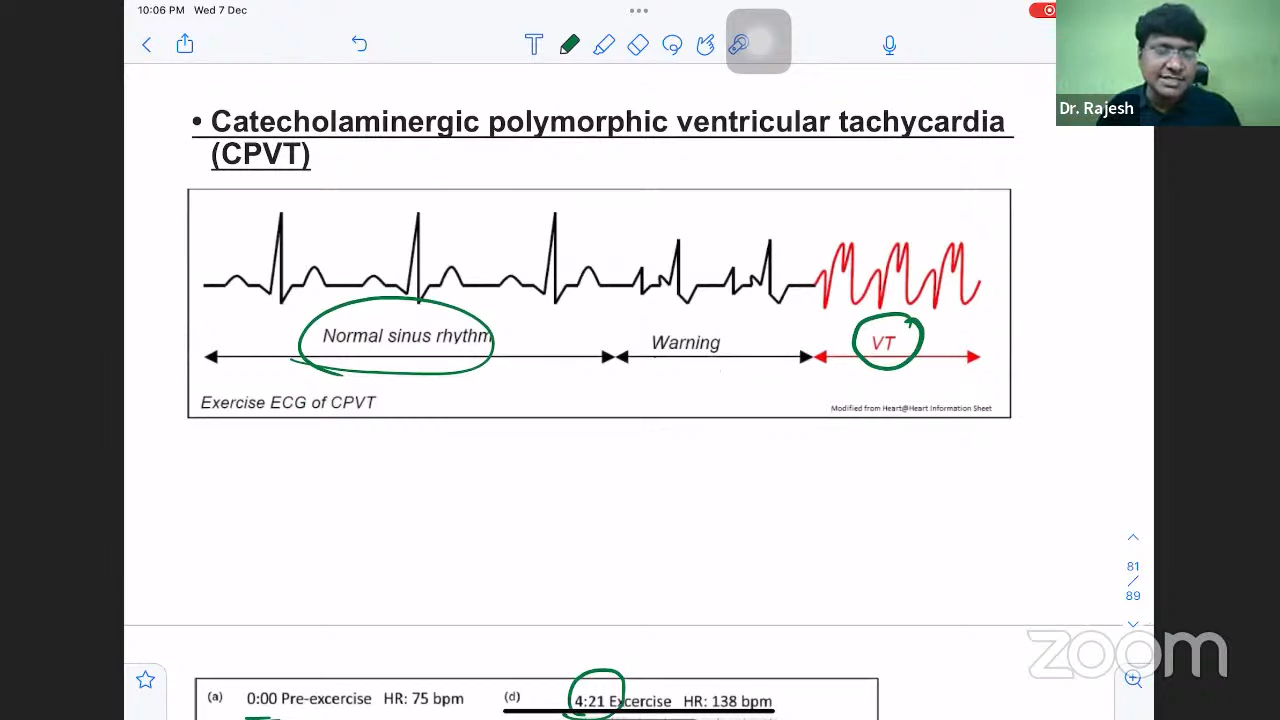 10:06 PM Wed 7 Dec
Dr. Rajesh
• Catecholaminergic polymorphic ventricular tachycardia
(CPVT)
Normal sinus rhythm
Warning
VT
Exercise ECG of CPVT
Modified from Heart@Heart Information Sheet
81
/
89
zoom
(a) 0:00 Pre-excercise HR: 75 bpm (d) 4:21 Excercise HR: 138 bpm